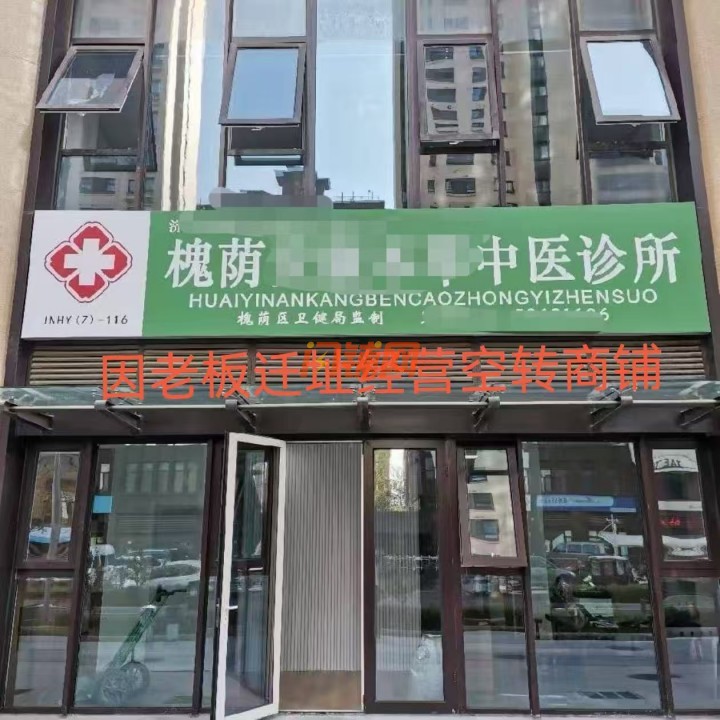 济
槐荫 中医诊所
HUAIYINANKANGBENCAOZHONGYIZHENSUO
JNHY(7)-116
槐荫区卫健局监制
因老板迁址经营空转商铺